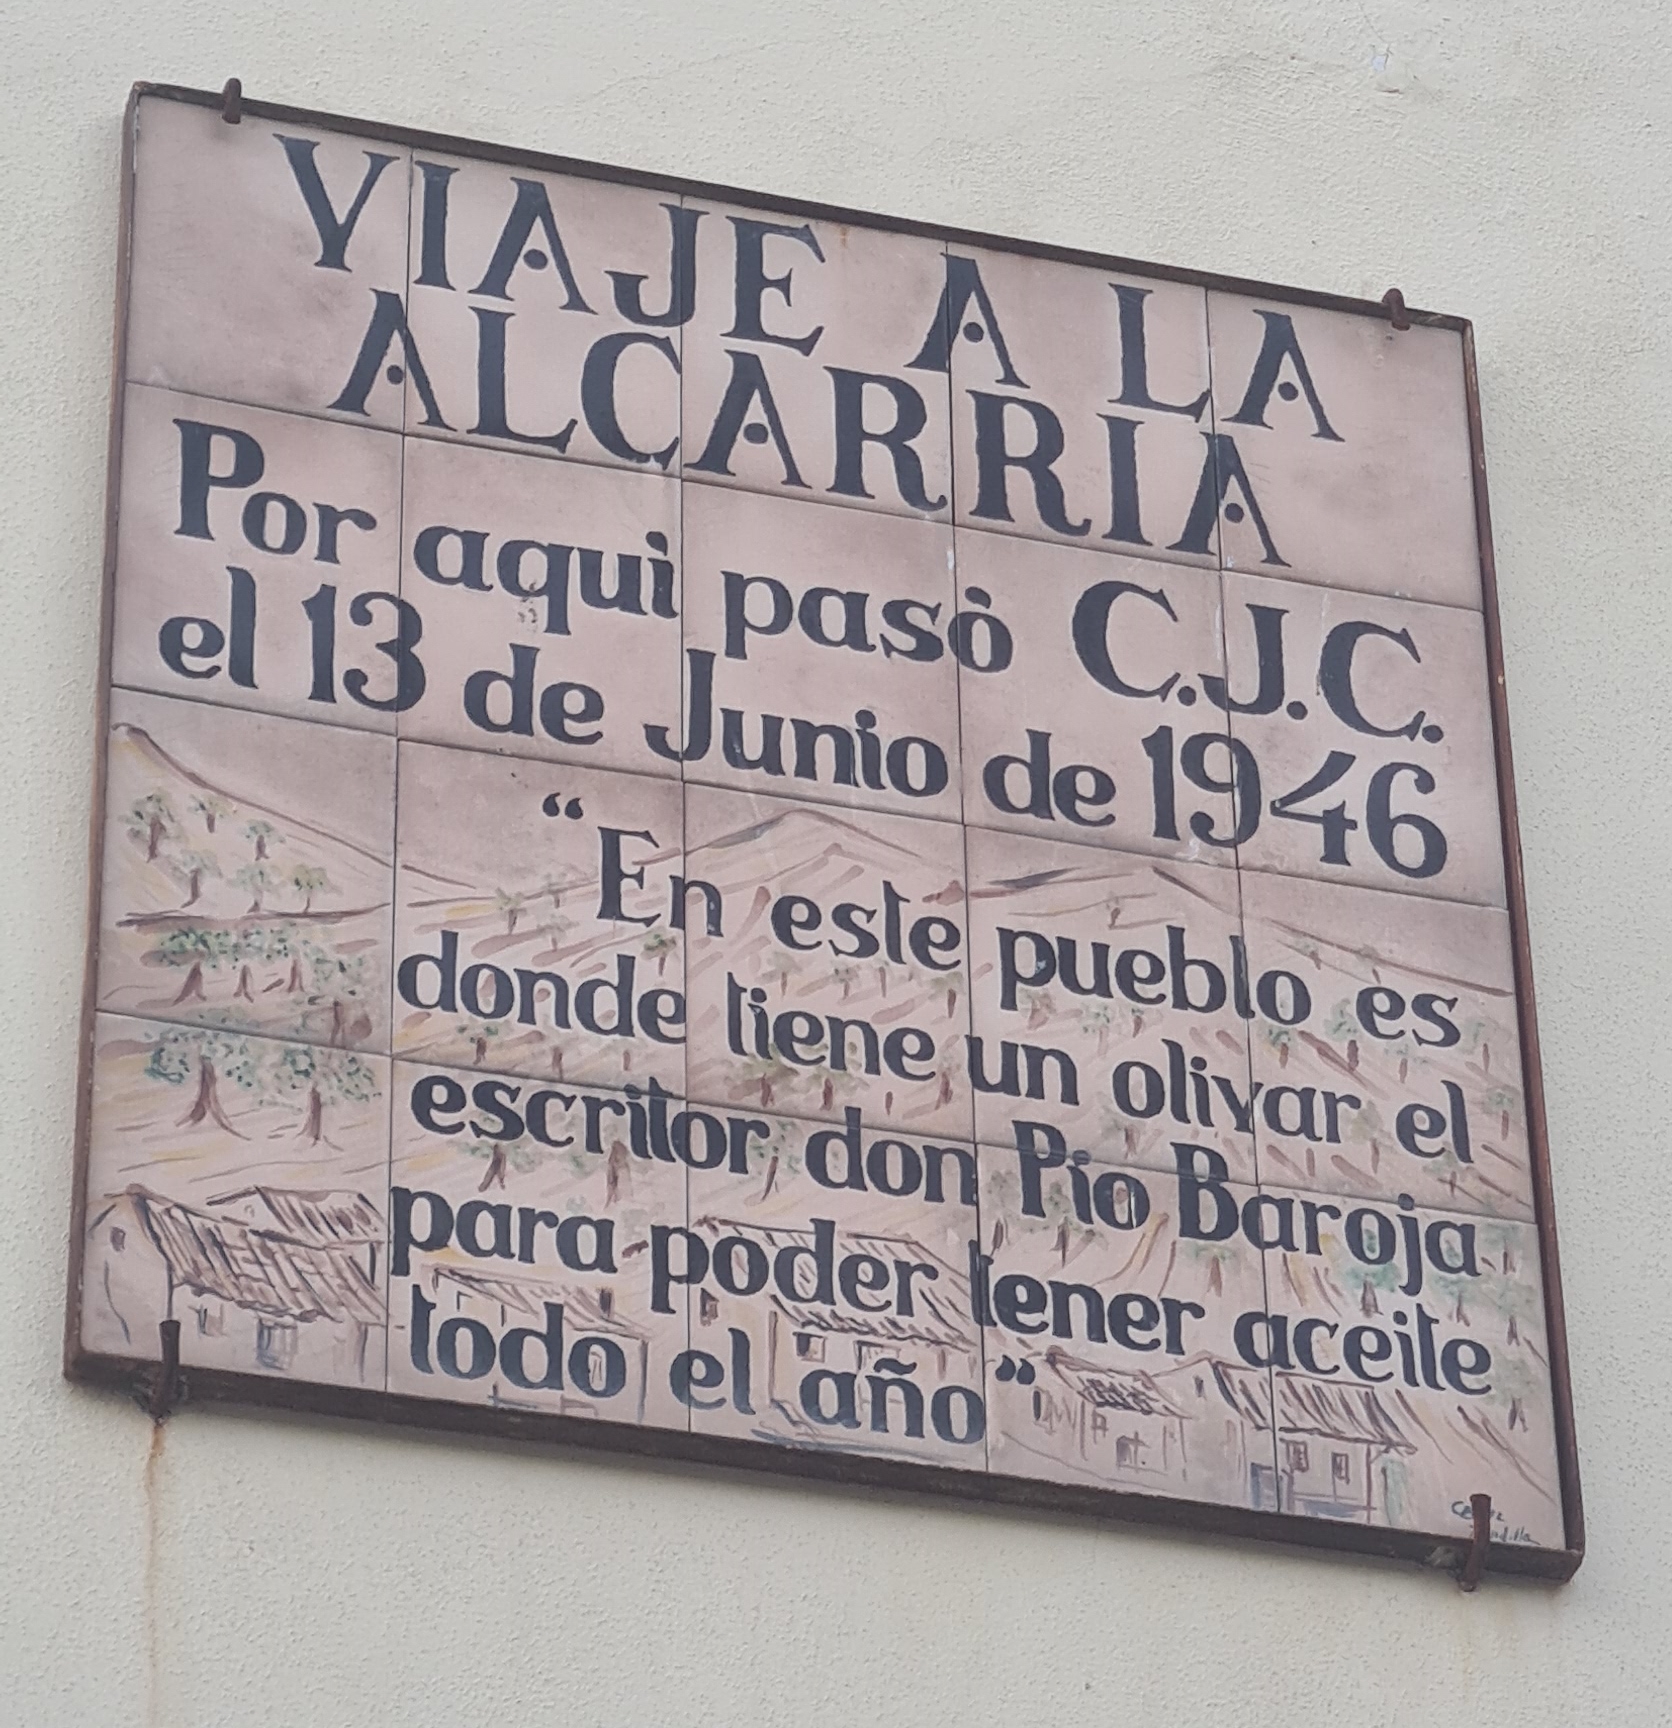 VIAJE A LA
ALCARRIA
Por aqui pasò C.J.C.
el 13 de Junio de 1946
“En este pueblo es
donde tiene un olivar el
escritor don Pio Baroja
para poder tener aceite
todo el año”